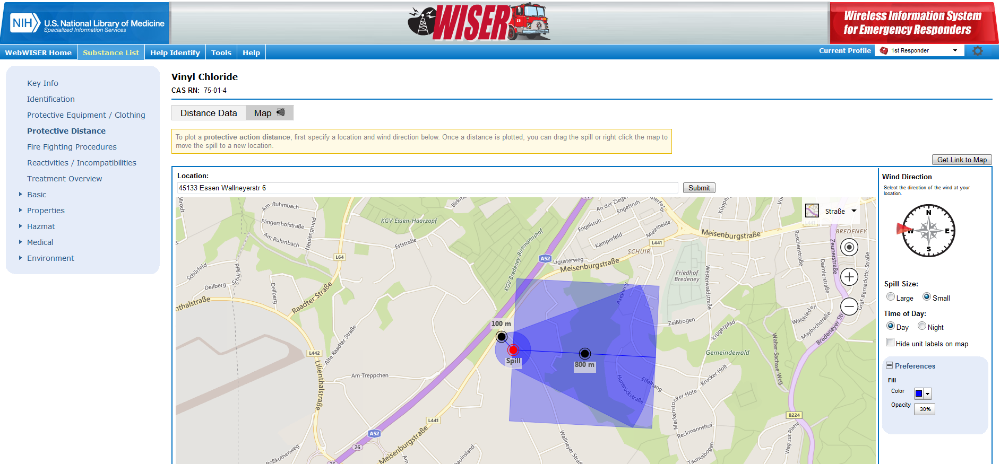 NIH U.S. National Library of Medicine
Specialized Information Services
WISER
Wireless Information System
for Emergency Responders
WebWISER Home Substance List Help Identify Tools Help
Current Profile 1st Responder
Key Info
Identification
Protective Equipment / Clothing
Protective Distance
Fire Fighting Procedures
Reactivities / Incompatibilities
Treatment Overview
Basic
Properties
Hazmat
Medical
Environment
Vinyl Chloride
CAS RN: 75-01-4
Distance Data Map
To plot a protective action distance, first specify a location and wind direction below. Once a distance is plotted, you can drag the spill or right click the map to
move the spill to a new location.
Get Link to Map
Location:
45133 Essen Wallneyerstr 6
Submit
Am Ruhmbach
Fängershofstraße
Am Ruhmbach
Neulengrund
KGV Essen-Haarzopf
Eststraße
KGV Bredeney-Birkmannshof
An der Ziege
Engelsruh
Engelsruh
Kamperfeld
Mielesheide
SCHUIR
L441
Meisenburgstraße
Straße
BREDENEY
Ruschenstraße
Zeunerstraße
Daimlerstraße
Graf-Bernadotte-Straße
A52
Ligusterweg
Meisenburgstraße
L64
Schürfeld
Dellberg
Dellberg
Raadter Straße
nthalstraße
Friedhof
Bredeney
Westerwaldstraße
Aseyweg
Zeißbogen
Krügerpfad
Waldfrieden
Maybachstraße
Bredeneyer Str
Walter-Sachsse-Weg
Gemeindewald
100 m
Spill
800 m
L442
Alte Raadter Straße
Lilienthalstraße
Am Treppchen
Eifelhang
Hunsrückstraße
Brucker Holt
cker Höfe
Meckensto
Reckmannshof
B224
Weg zur Platte
L441
A52
26
Meisenburgstraße
Wallneyer Str
Taunusbogen
oßkothenweg
hauinsland
26
Wind Direction
Select the direction of the wind at your
location.
N
W E
S
Spill Size:
Large Small
Time of Day:
Day Night
Hide unit labels on map
Preferences
Fill
Color
Opacity 30%